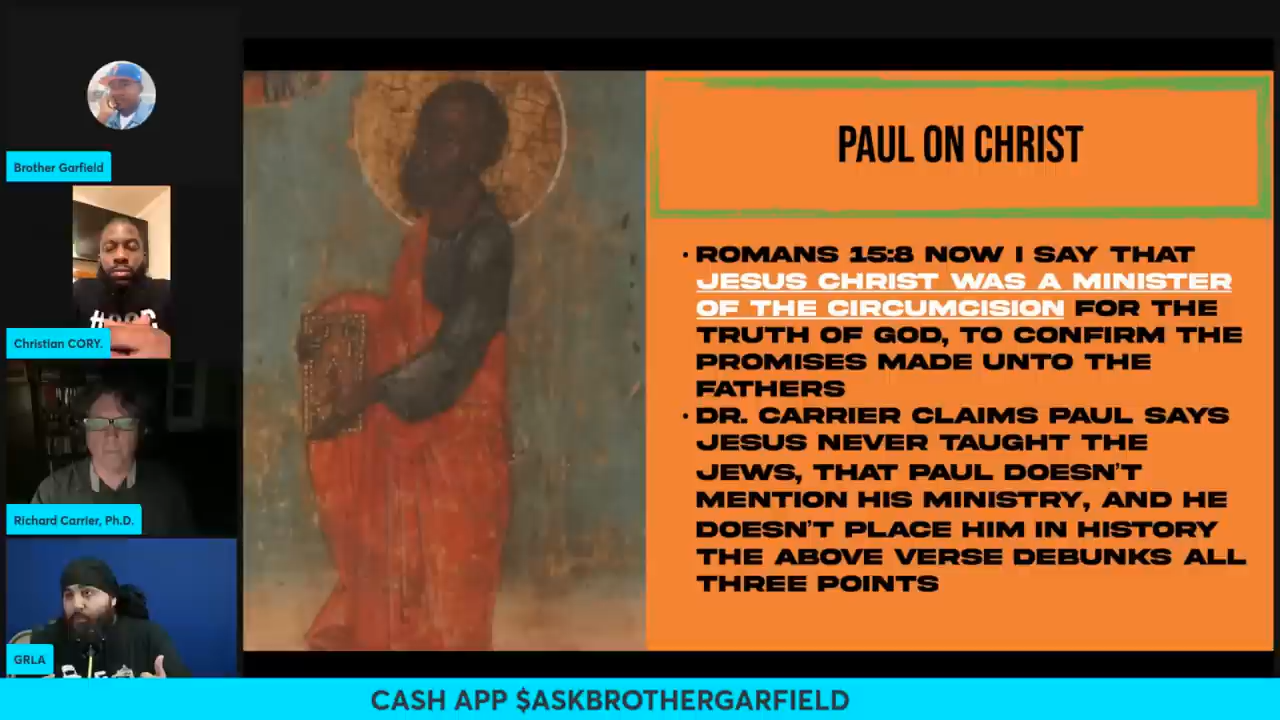 Brother Garfield
Christian CORY.
Richard Carrier, Ph.D.
GRLA
PAUL ON CHRIST
• ROMANS 15:8 NOW I SAY THAT
JESUS CHRIST WAS A MINISTER
OF THE CIRCUMCISION FOR THE
TRUTH OF GOD, TO CONFIRM THE
PROMISES MADE UNTO THE
FATHERS
• DR. CARRIER CLAIMS PAUL SAYS
JESUS NEVER TAUGHT THE
JEWS, THAT PAUL DOESN'T
MENTION HIS MINISTRY, AND HE
DOESN'T PLACE HIM IN HISTORY
THE ABOVE VERSE DEBUNKS ALL
THREE POINTS
CASH APP $ASKBROTHERGARFIELD